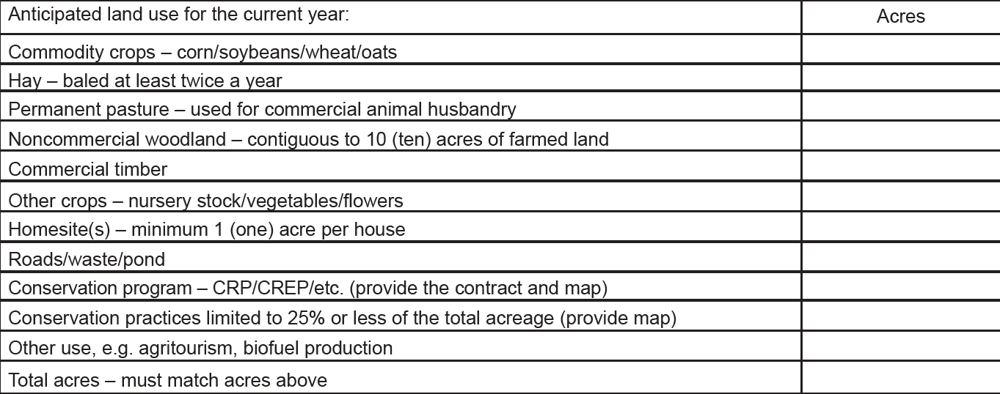 Anticipated land use for the current year:
Acres
Commodity crops – corn/soybeans/wheat/oats
Hay – baled at least twice a year
Permanent pasture – used for commercial animal husbandry
Noncommercial woodland – contiguous to 10 (ten) acres of farmed land
Commercial timber
Other crops – nursery stock/vegetables/flowers
Homesite(s) – minimum 1 (one) acre per house
Roads/waste/pond
Conservation program – CRP/CREP/etc. (provide the contract and map)
Conservation practices limited to 25% or less of the total acreage (provide map)
Other use, e.g. agritourism, biofuel production
Total acres – must match acres above